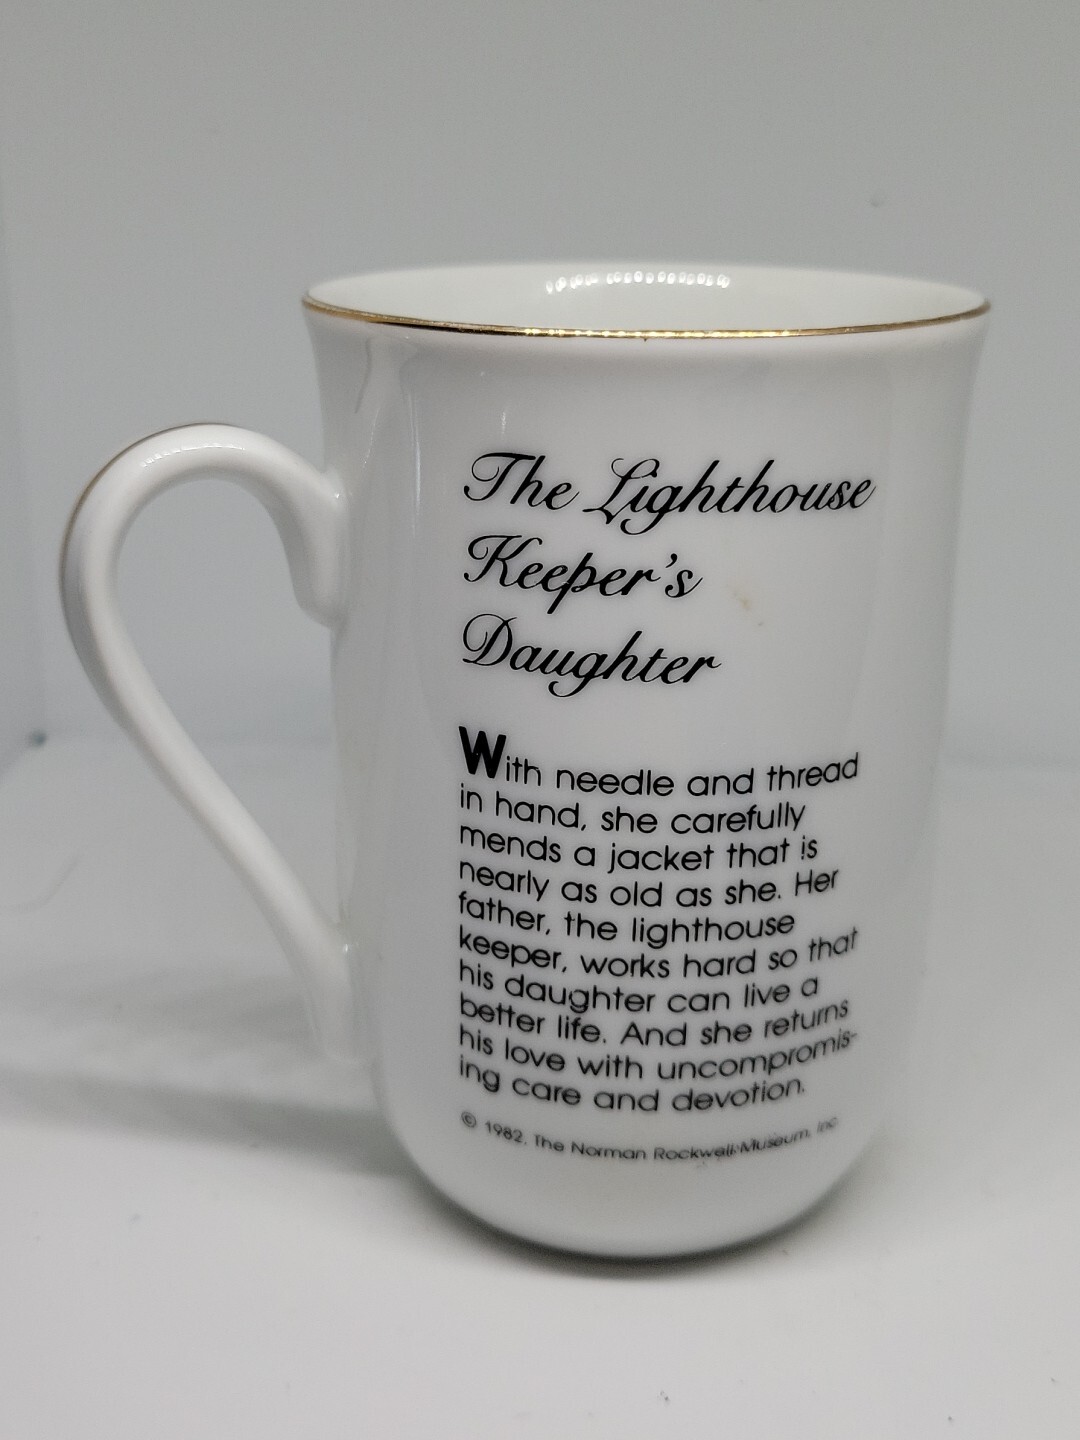 The Lighthouse
Keeper's
Daughter
With needle and thread
in hand, she carefully
mends a jacket that is
nearly as old as she. Her
father, the lighthouse
keeper, works hard so that
his daughter can live a
better life. And she returns
his love with uncompromis-
ing care and devotion.
© 1982, The Norman Rockwell Museum, Inc